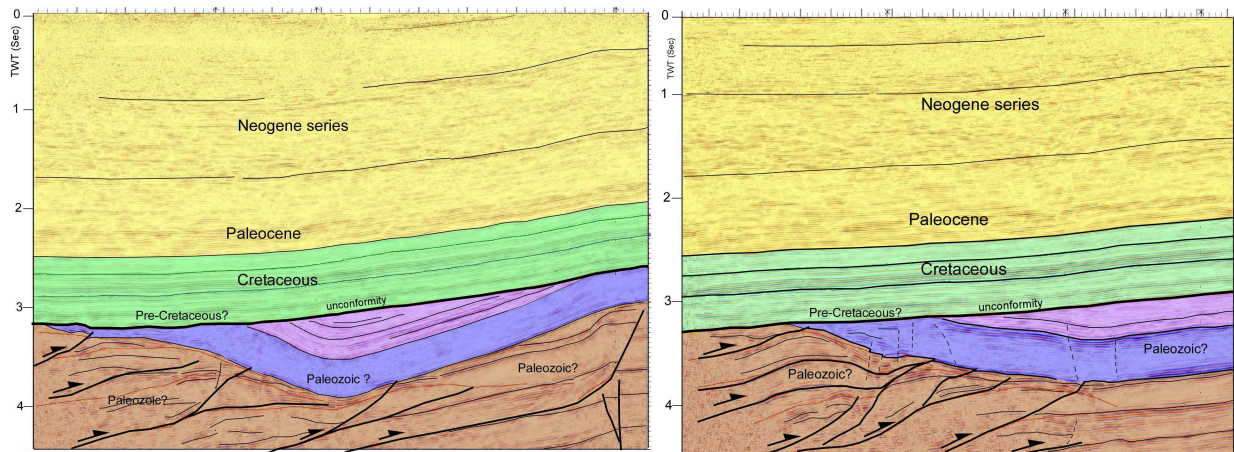 0
TWT (Sec)
1
Neogene series
2
Paleocene
Cretaceous
3
unconformity
Pre-Cretaceous?
Paleozoic ?
Paleozoic?
Paleozoic?
4
0
TWT (Sec)
1
Neogene series
2
Paleocene
Cretaceous
3
unconformity
Pre-Cretaceous?
Paleozoic?
Paleozoic?
4